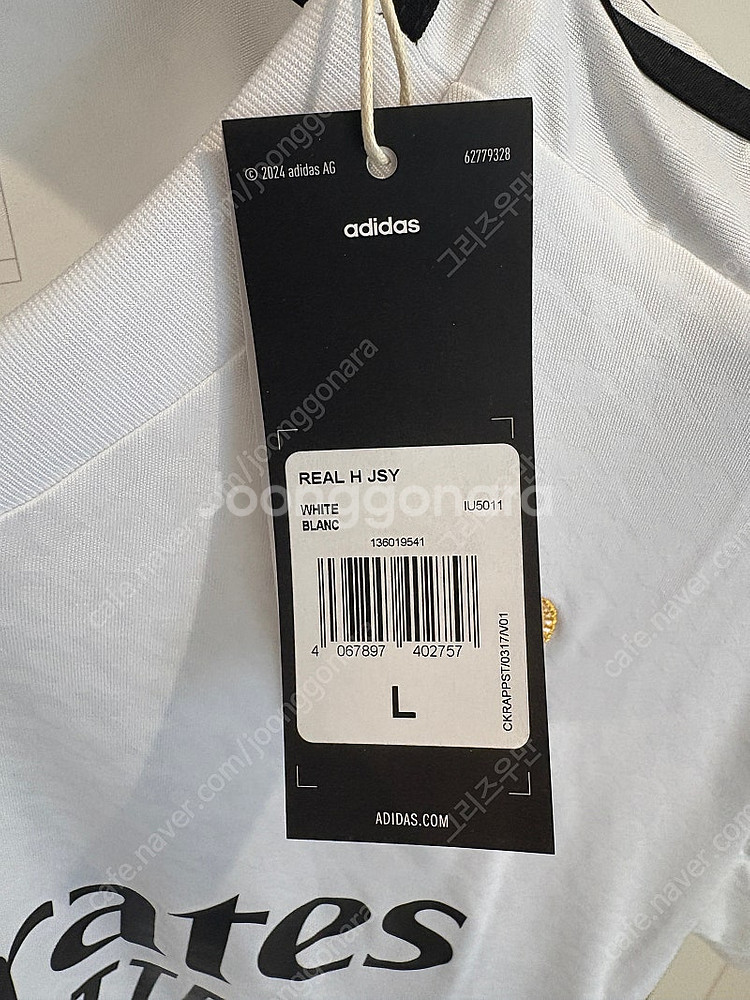 © 2024 adidas AG
62779328
adidas
REAL H JSY
WHITE
IU5011
BLANC
136019541
4 067897 402757
L
CKRAPPST/0317/V01
ADIDAS.COM
ates
Joonggonara
cafe.naver.com/joonggonara
그리즈우만